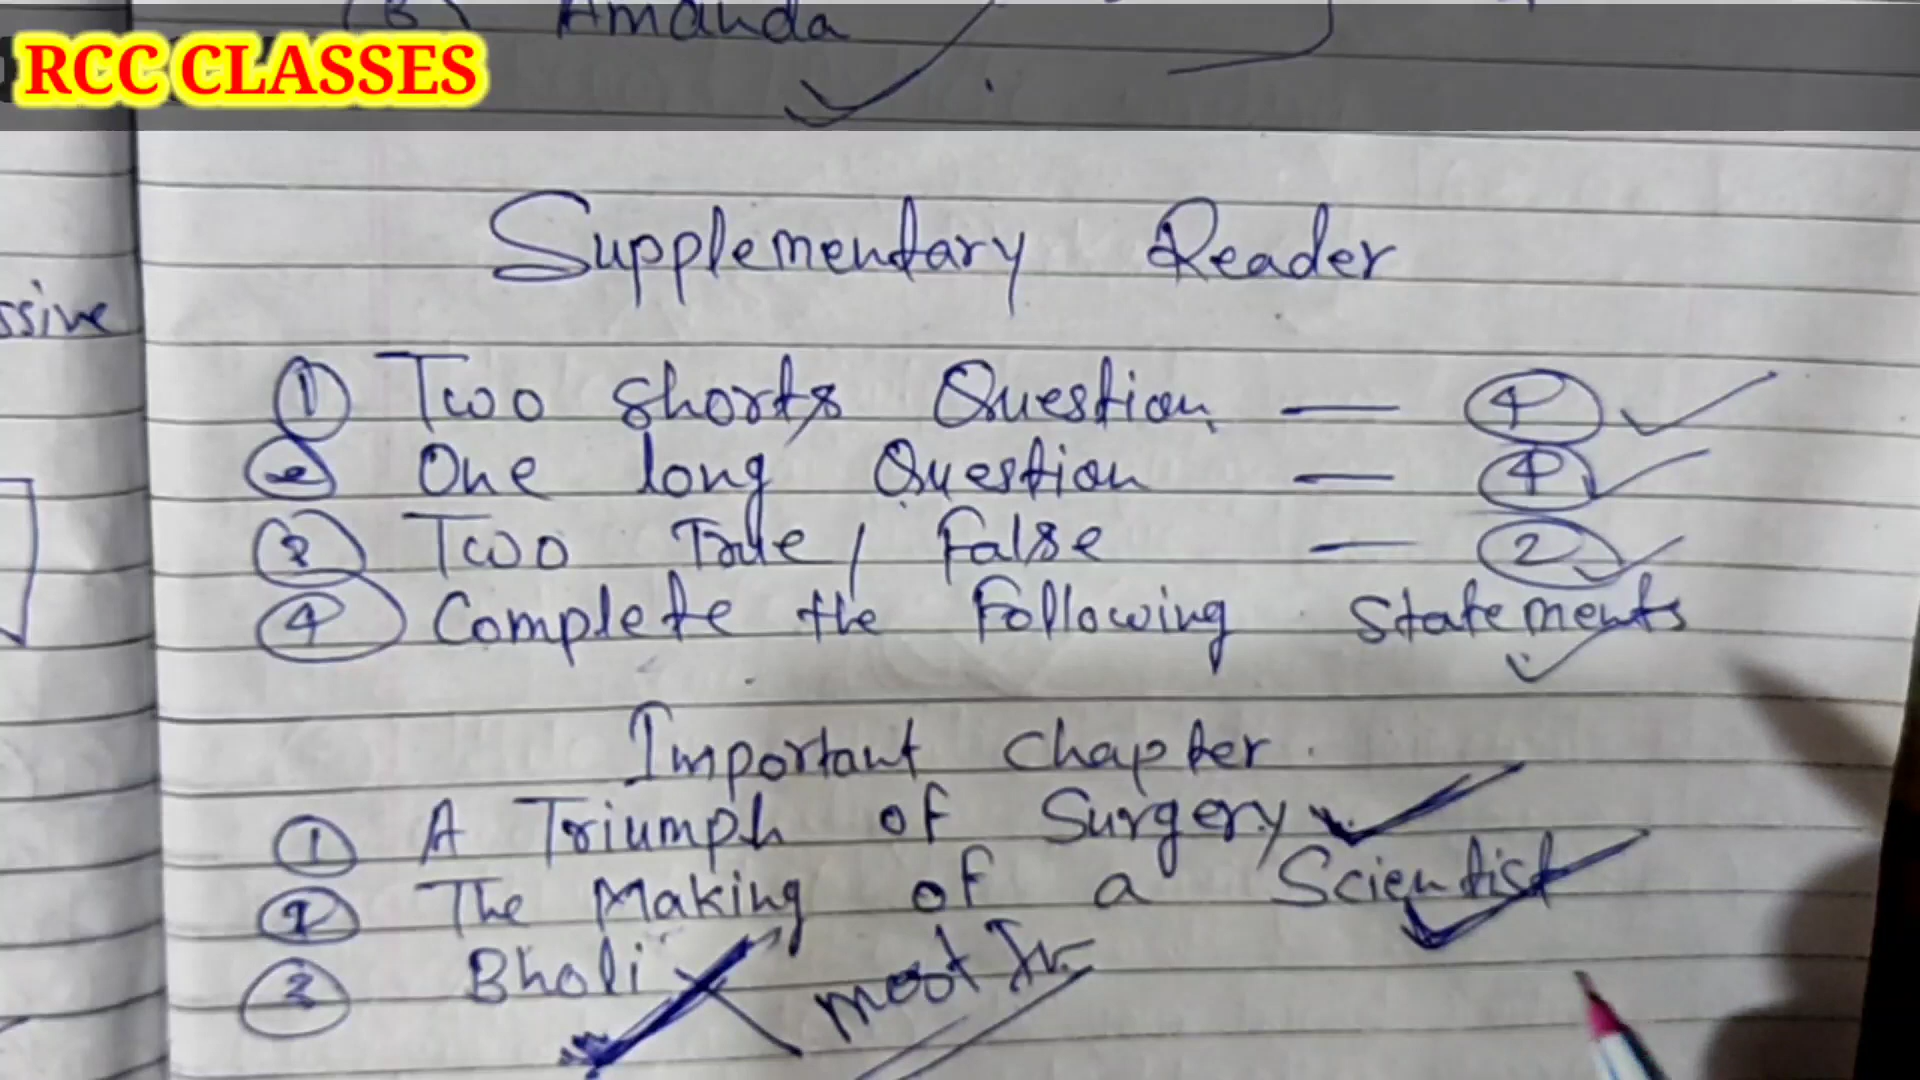 (B) Amanda
RCC CLASSES
Supplementary Reader
ssive
① Two shorts Question — ④
② One long Question — ④
③ Two True / False — ②
④ Complete the Following Statements
Important Chapter
① A Triumph of Surgery
② The Making of a Scientist
③ Bholi most